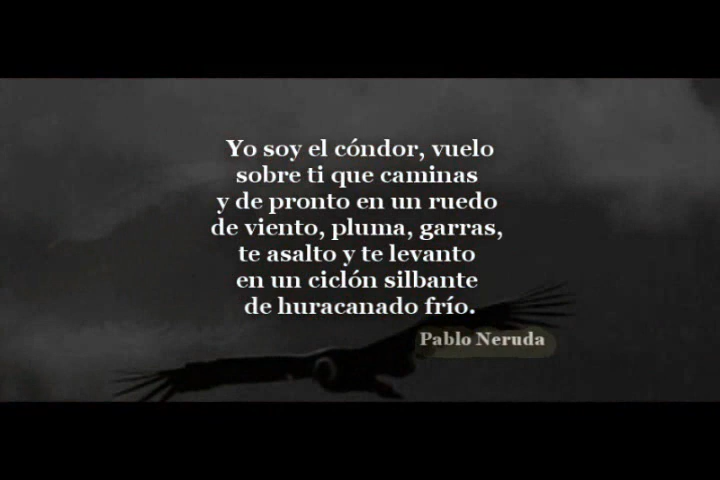 Yo soy el cóndor, vuelo
sobre ti que caminas
y de pronto en un ruedo
de viento, pluma, garras,
te asalto y te levanto
en un ciclón silbante
de huracanado frío.
Pablo Neruda